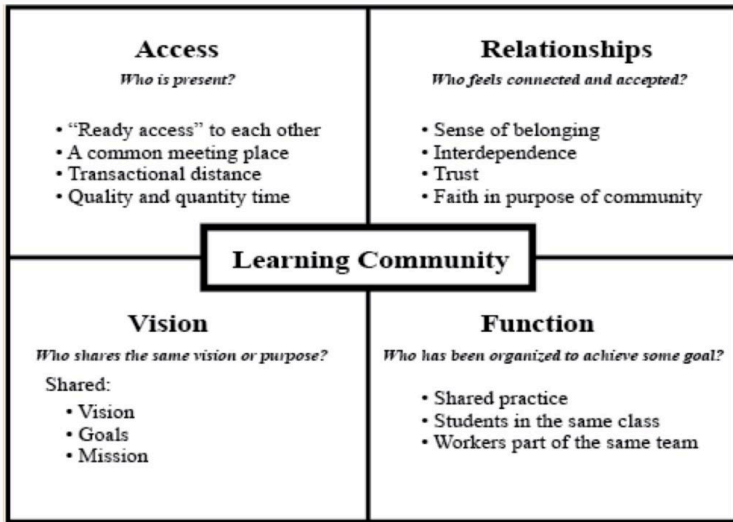 Access
Who is present?
• “Ready access” to each other
• A common meeting place
• Transactional distance
• Quality and quantity time
Relationships
Who feels connected and accepted?
• Sense of belonging
• Interdependence
• Trust
• Faith in purpose of community
Learning Community
Vision
Who shares the same vision or purpose?
Shared:
• Vision
• Goals
• Mission
Function
Who has been organized to achieve some goal?
• Shared practice
• Students in the same class
• Workers part of the same team